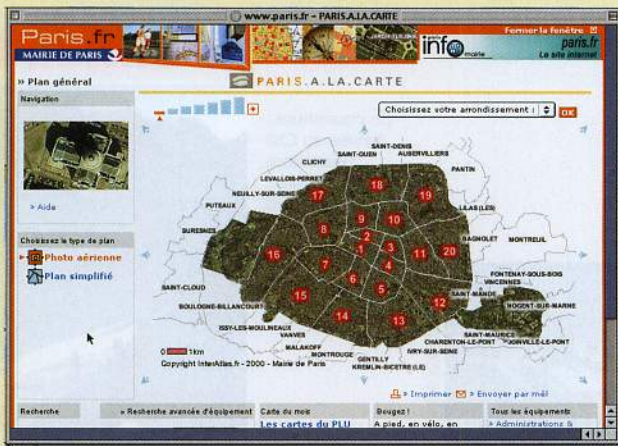 www.paris.fr - PARIS.A.LA.CARTE
Paris.fr
MAIRIE DE PARIS
info mairie
Fermer la fenêtre
paris.fr
Le site internet
» Plan général
PARIS.A.LA.CARTE
Navigation
> Aide
Choisissez le type de plan
Photo aérienne
Plan simplifié
Choisissez votre arrondissement :
OK
SAINT-DENIS
SAINT-OUEN
AUBERVILLIERS
CLICHY
PANTIN
LEVALLOIS-PERRET
NEUILLY-SUR-SEINE
PUTEAUX
LILAS (LES)
SURESNES
BAGNOLET
MONTREUIL
17
18
19
9
10
8
2
1
3
11
20
16
7
4
6
5
15
12
14
13
SAINT-CLOUD
FONTENAY-SOUS-BOIS
VINCENNES
SAINT-MANDE
BOULOGNE-BILLANCOURT
NOGENT-SUR-MARNE
ISSY-LES-MOULINEAUX
SAINT-MAURICE
VANVES
CHARENTON-LE-PONT
JOINVILLE-LE-PONT
MALAKOFF
IVRY-SUR-SEINE
MONTROUGE
GENTILLY
KREMLIN-BICETRE (LE)
0 1km
Copyright InterAtlas.fr - 2000 - Mairie de Paris
> Imprimer > Envoyer par mél
Recherche
» Recherche avancée d'équipement
Carte du mois
Les cartes du PLU
Bougez !
A pied, en vélo, en
Tous les équipements
> Administrations &